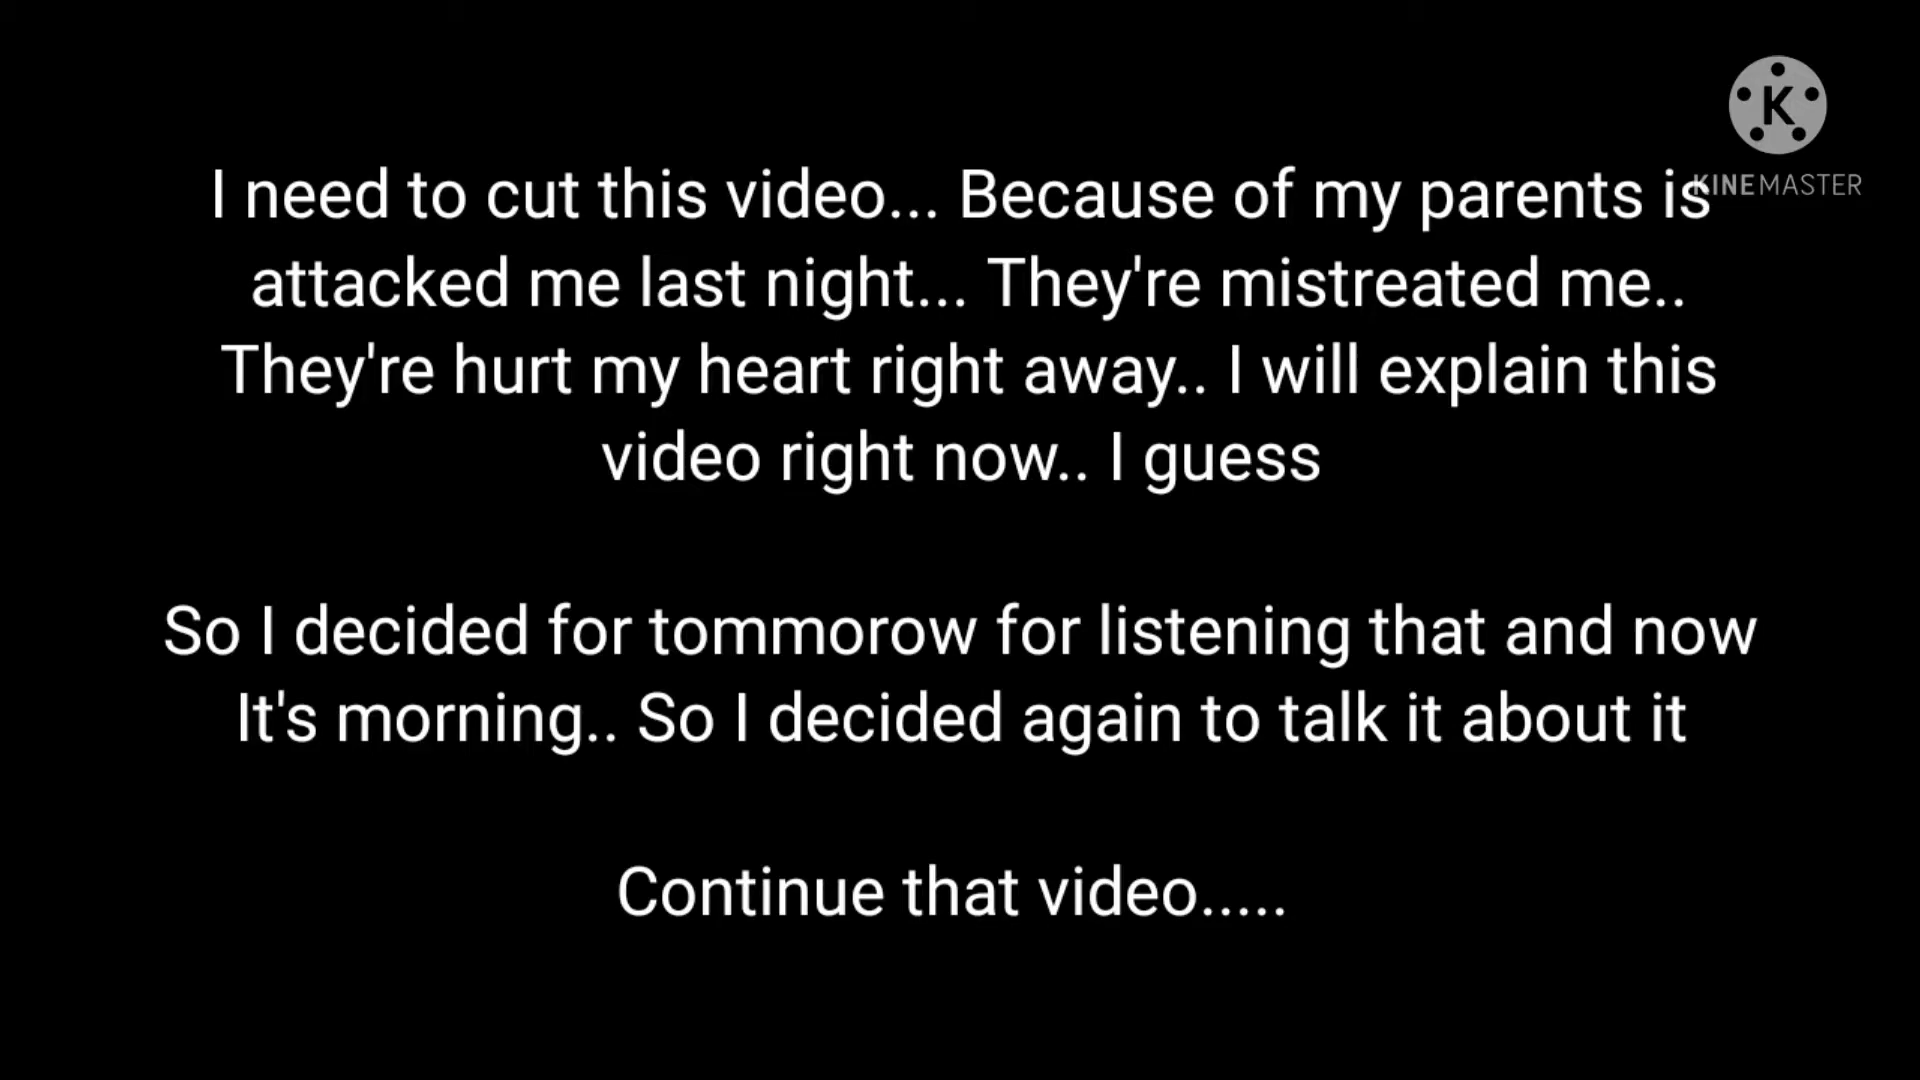 K
KINEMASTER
I need to cut this video... Because of my parents is
attacked me last night... They're mistreated me..
They're hurt my heart right away.. I will explain this
video right now.. I guess
So I decided for tommorow for listening that and now
It's morning.. So I decided again to talk it about it
Continue that video.....